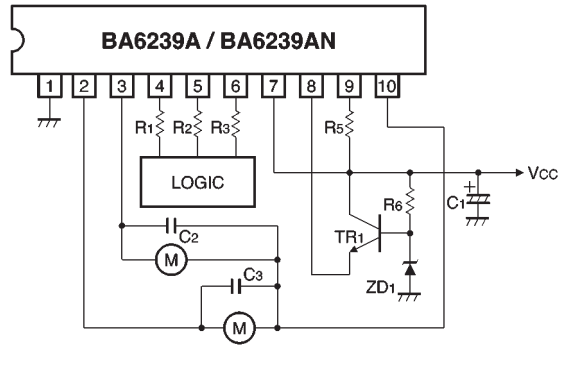 BA6239A / BA6239AN
1 2 3 4 5 6 7 8 9 10
R1 R2 R3 R5
LOGIC
VCC
R6 C1
+
C2
TR1
M
C3
ZD1
M